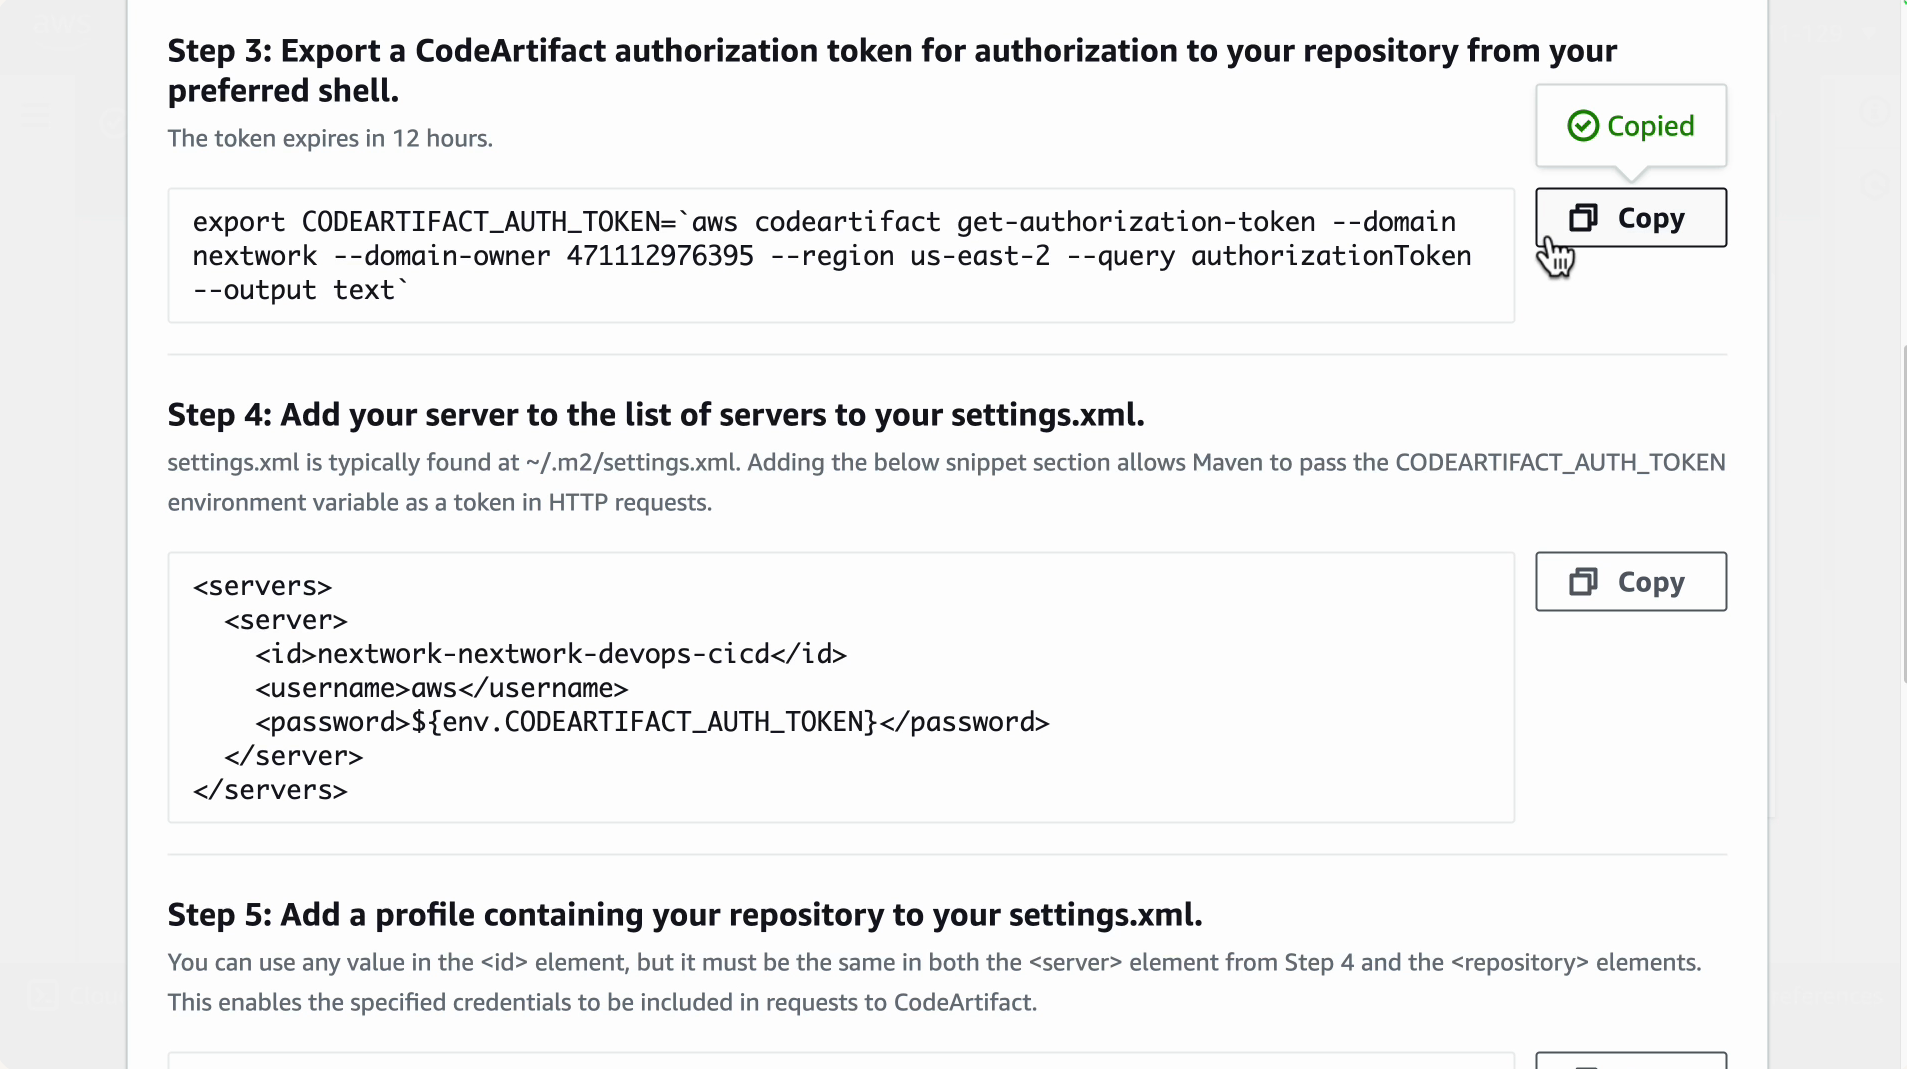 Step 3: Export a CodeArtifact authorization token for authorization to your repository from your
preferred shell.
The token expires in 12 hours.
Copied
export CODEARTIFACT_AUTH_TOKEN=`aws codeartifact get-authorization-token --domain
nextwork --domain-owner 471112976395 --region us-east-2 --query authorizationToken
--output text`
Copy
Step 4: Add your server to the list of servers to your settings.xml.
settings.xml is typically found at ~/.m2/settings.xml. Adding the below snippet section allows Maven to pass the CODEARTIFACT_AUTH_TOKEN
environment variable as a token in HTTP requests.
<servers>
  <server>
    <id>nextwork-nextwork-devops-cicd</id>
    <username>aws</username>
    <password>${env.CODEARTIFACT_AUTH_TOKEN}</password>
  </server>
</servers>
Copy
Step 5: Add a profile containing your repository to your settings.xml.
You can use any value in the <id> element, but it must be the same in both the <server> element from Step 4 and the <repository> elements.
This enables the specified credentials to be included in requests to CodeArtifact.